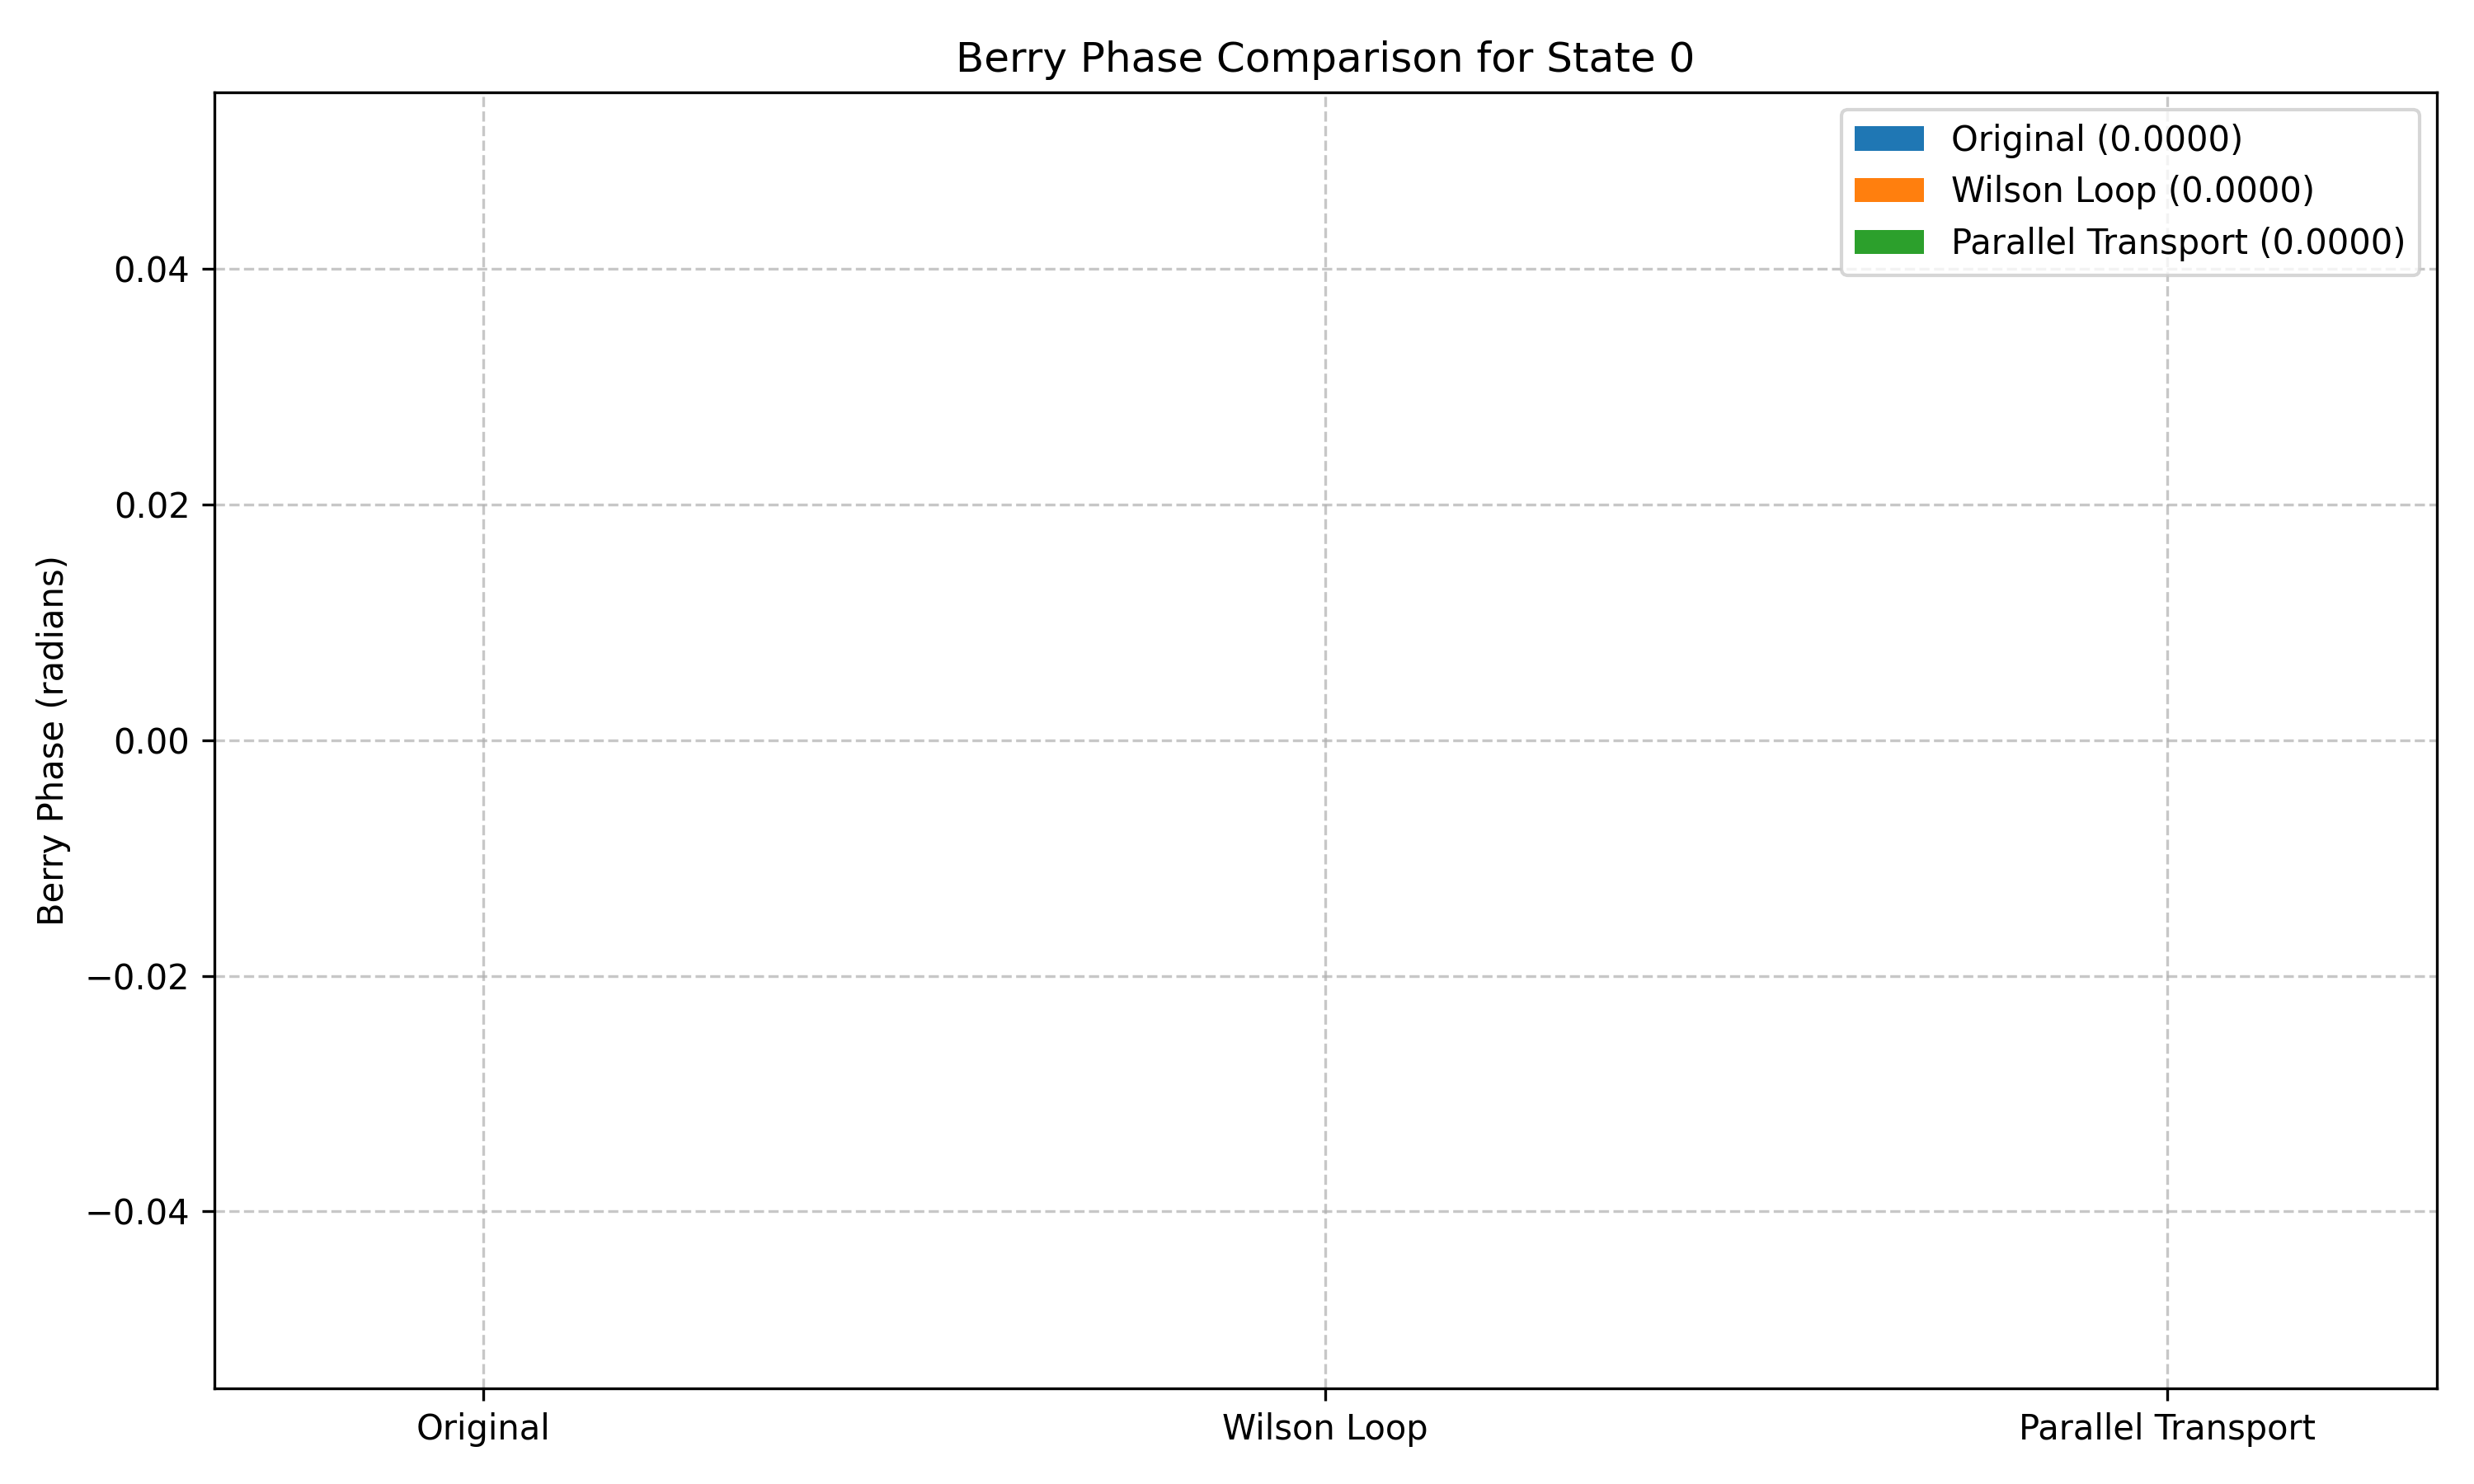 Berry Phase Comparison for State 0
Original (0.0000)
Wilson Loop (0.0000)
Parallel Transport (0.0000)
Berry Phase (radians)
0.04
0.02
0.00
−0.02
−0.04
Original
Wilson Loop
Parallel Transport